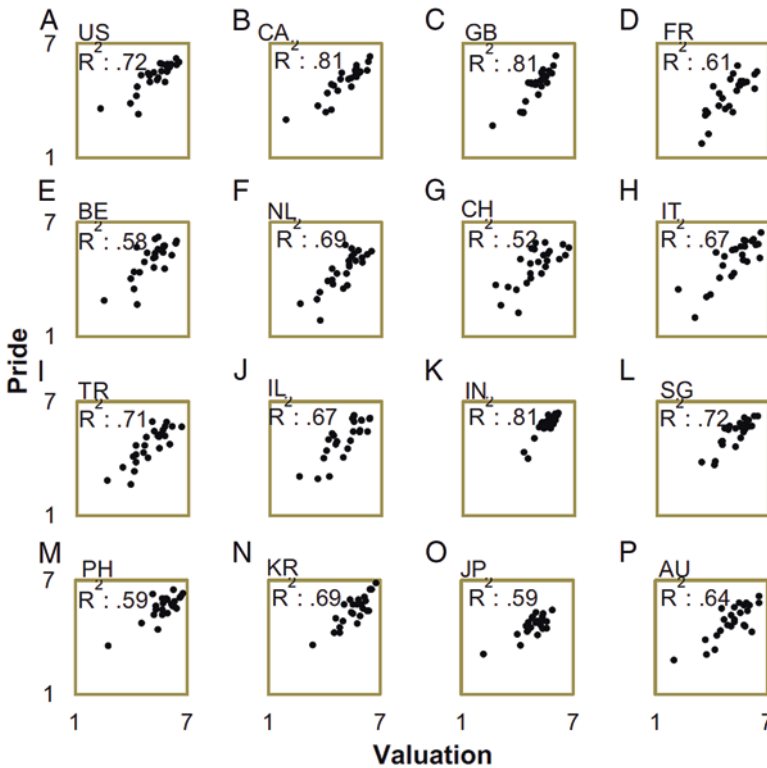 A US B CA C GB D FR
7 R²: .72 R²: .81 R²: .81 R²: .61
1
E BE F NL G CH H IT
7 R²: .58 R²: .69 R²: .52 R²: .67
1
Pride
I TR J IL K IN L SG
7 R²: .71 R²: .67 R²: .81 R²: .72
1
M PH N KR O JP P AU
7 R²: .59 R²: .69 R²: .59 R²: .64
1
1 7 1 7 1 7 1 7
Valuation